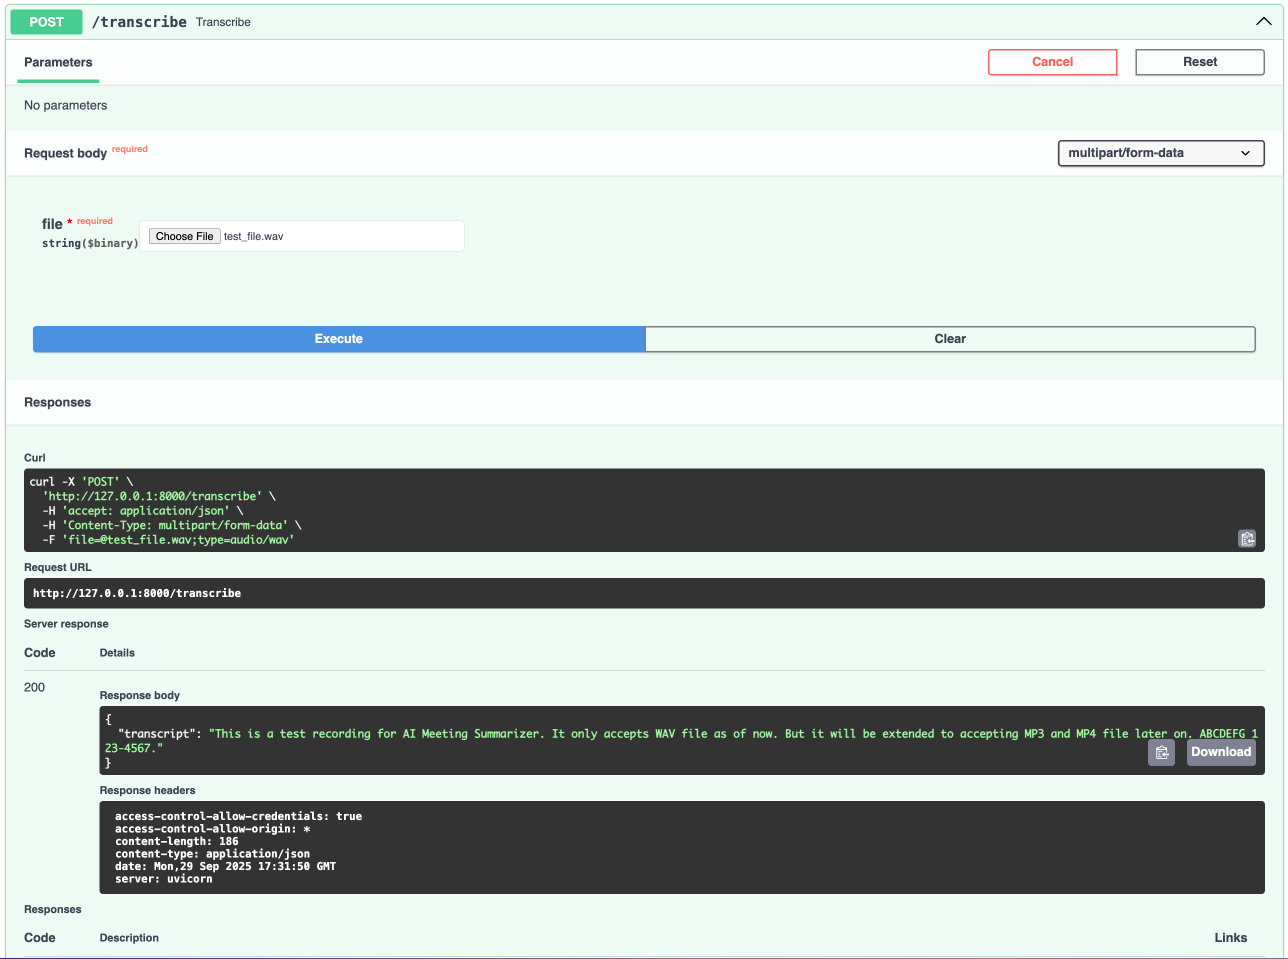 POST /transcribe Transcribe
Parameters
Cancel
Reset
No parameters
Request body required
multipart/form-data
file * required
string($binary)
Choose File test_file.wav
Execute
Clear
Responses
Curl
curl -X 'POST' \
'http://127.0.0.1:8000/transcribe' \
-H 'accept: application/json' \
-H 'Content-Type: multipart/form-data' \
-F 'file=@test_file.wav;type=audio/wav'
Request URL
http://127.0.0.1:8000/transcribe
Server response
Code Details
200
Response body
{
"transcript": "This is a test recording for AI Meeting Summarizer. It only accepts WAV file as of now. But it will be extended to accepting MP3 and MP4 file later on. ABCDEFG 1
23-4567."
}
Download
Response headers
access-control-allow-credentials: true
access-control-allow-origin: *
content-length: 186
content-type: application/json
date: Mon,29 Sep 2025 17:31:50 GMT
server: uvicorn
Responses
Code Description Links